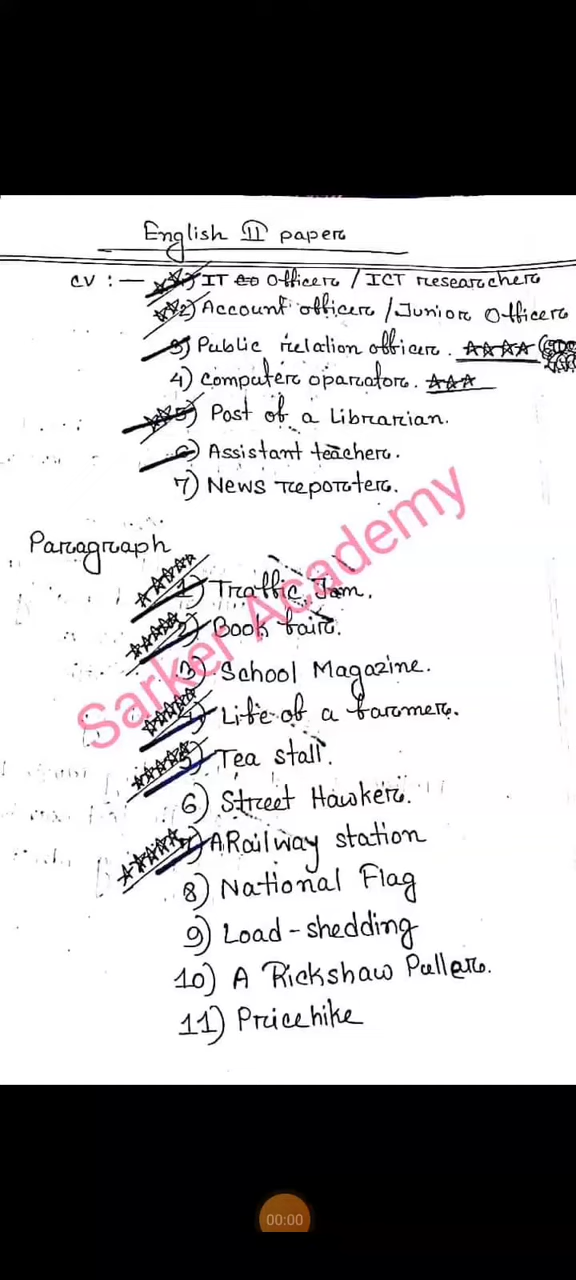 English II paper
CV :— 1) IT Officer / ICT researcher
2) Account officer / Junior Officer
3) Public relation officer.
4) Computer oparator.
5) Post of a Librarian.
6) Assistant teacher.
7) News reporter.
Paragraph
1) Traffic Jam.
2) Book fair.
3) School Magazine.
4) Life of a farmer.
5) Tea stall.
6) Street Hawker.
7) A Railway station
8) National Flag
9) Load-shedding
10) A Rickshaw Puller.
11) Pricehike
Sarker Academy
00:00